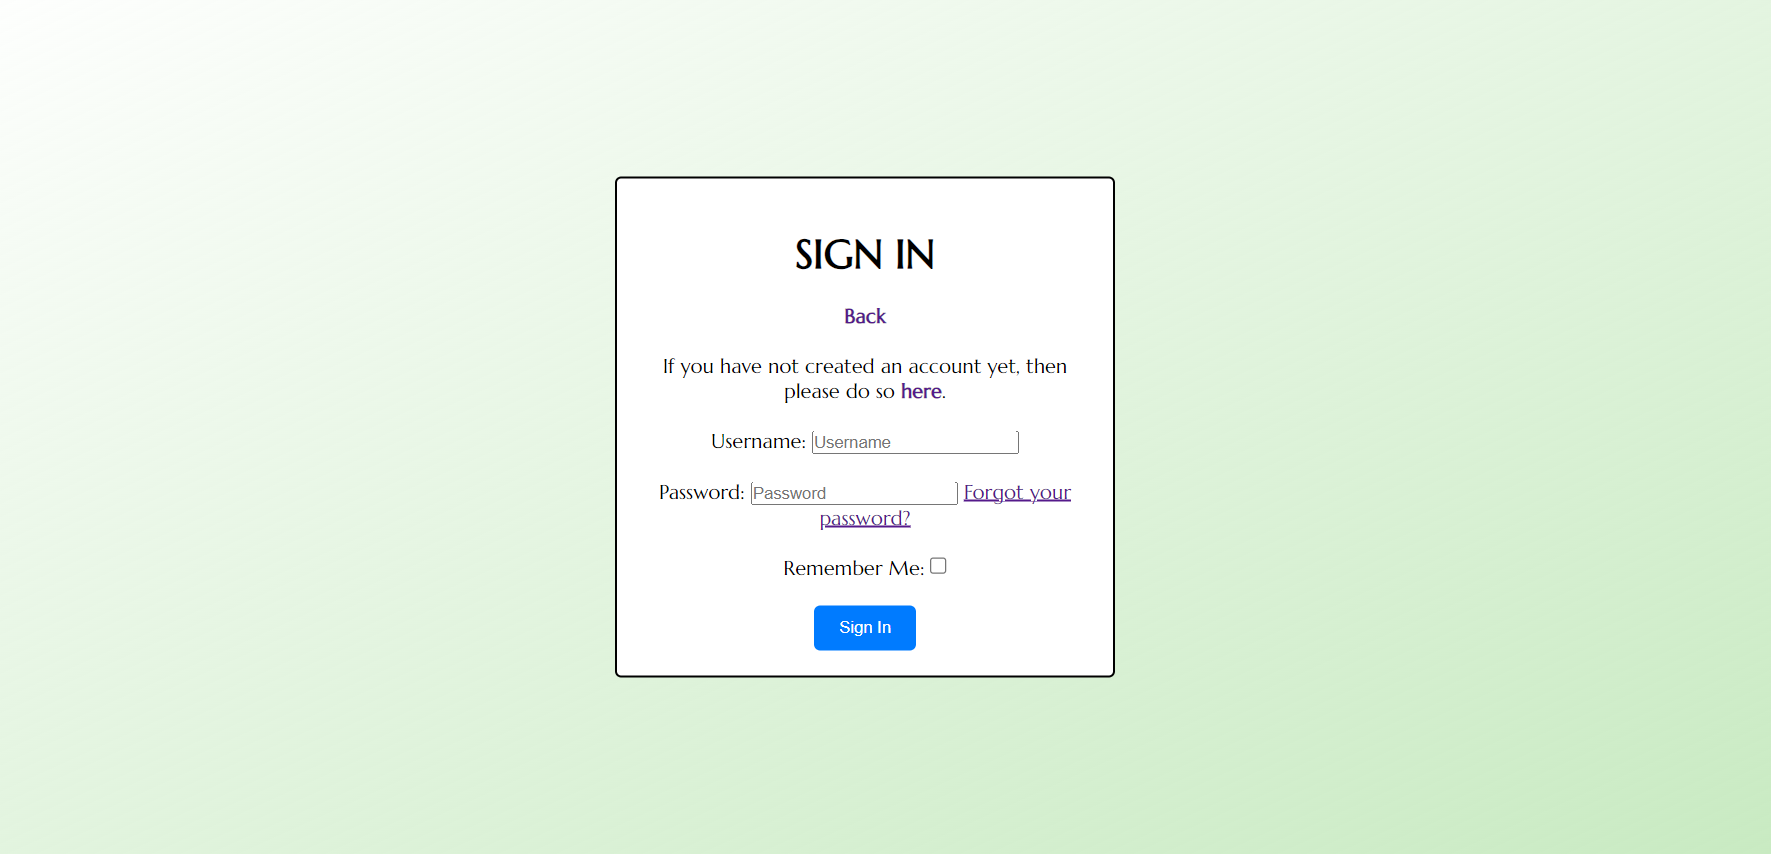 SIGN IN
Back
If you have not created an account yet, then
please do so here.
Username: Username
Password: Password Forgot your
password?
Remember Me:
Sign In